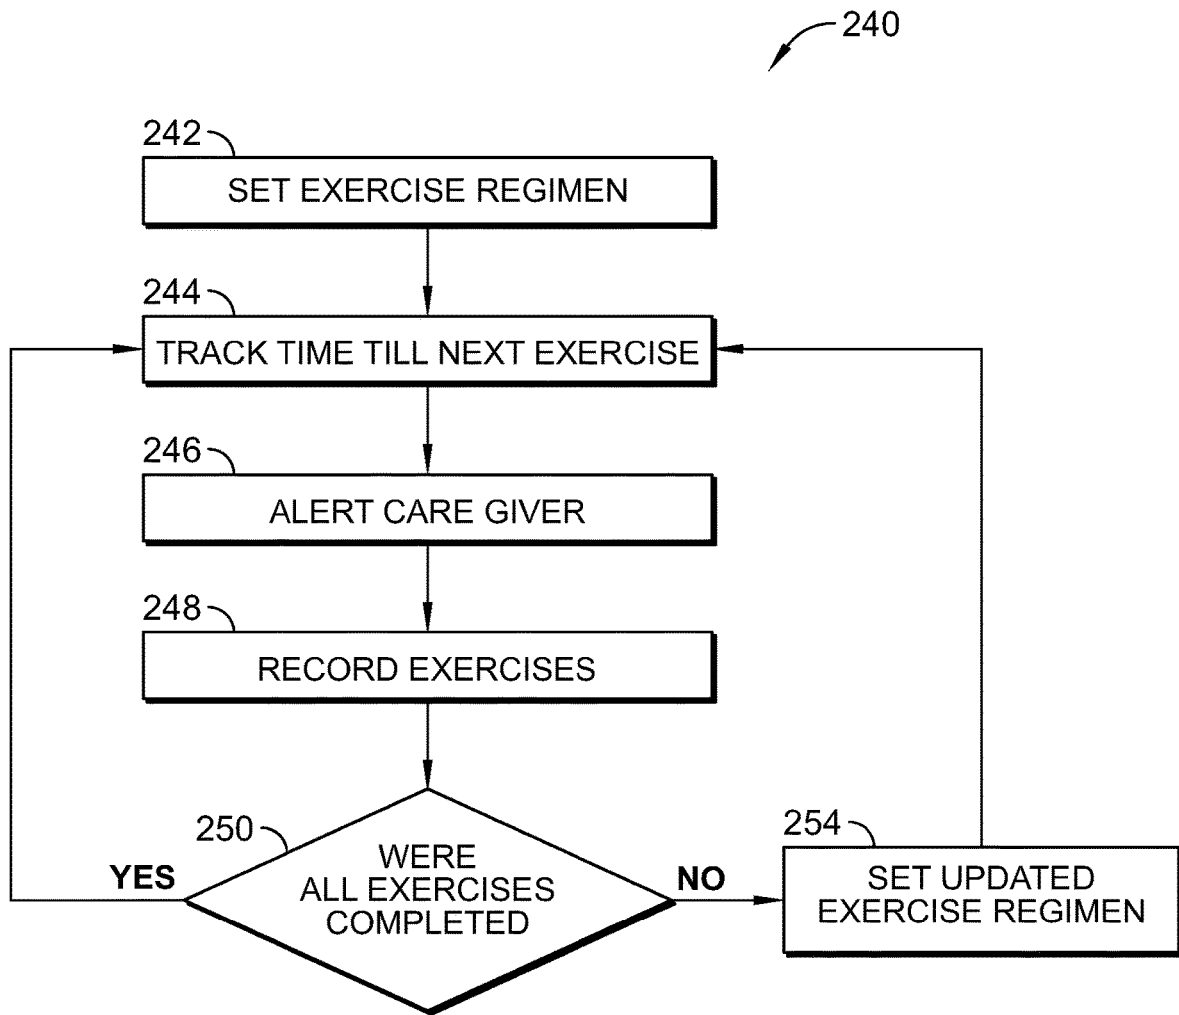 240
242
SET EXERCISE REGIMEN
244
TRACK TIME TILL NEXT EXERCISE
246
ALERT CARE GIVER
248
RECORD EXERCISES
250
WERE
ALL EXERCISES
COMPLETED
YES
NO
254
SET UPDATED
EXERCISE REGIMEN